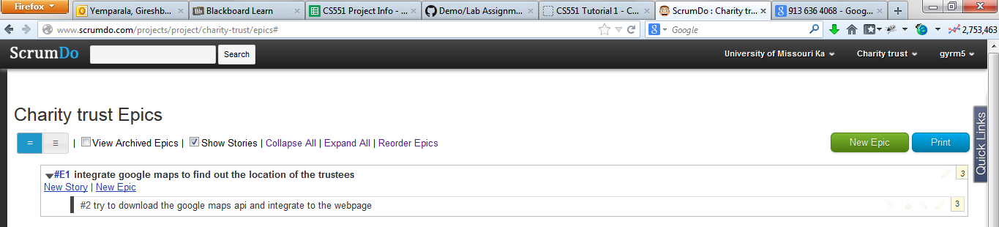 Firefox
Yemparala, Gireshb... Blackboard Learn CS551 Project Info - ... Demo/Lab Assignm... CS551 Tutorial 1 - C... ScrumDo : Charity tr... 913 636 4068 - Goog...
www.scrumdo.com/projects/project/charity-trust/epics# Google 2,753,463
ScrumDo Search University of Missouri Ka Charity trust gyrm5
Charity trust Epics
| View Archived Epics | Show Stories | Collapse All | Expand All | Reorder Epics New Epic Print
Quick Links
#E1 integrate google maps to find out the location of the trustees 3
New Story | New Epic
#2 try to download the google maps api and integrate to the webpage 3